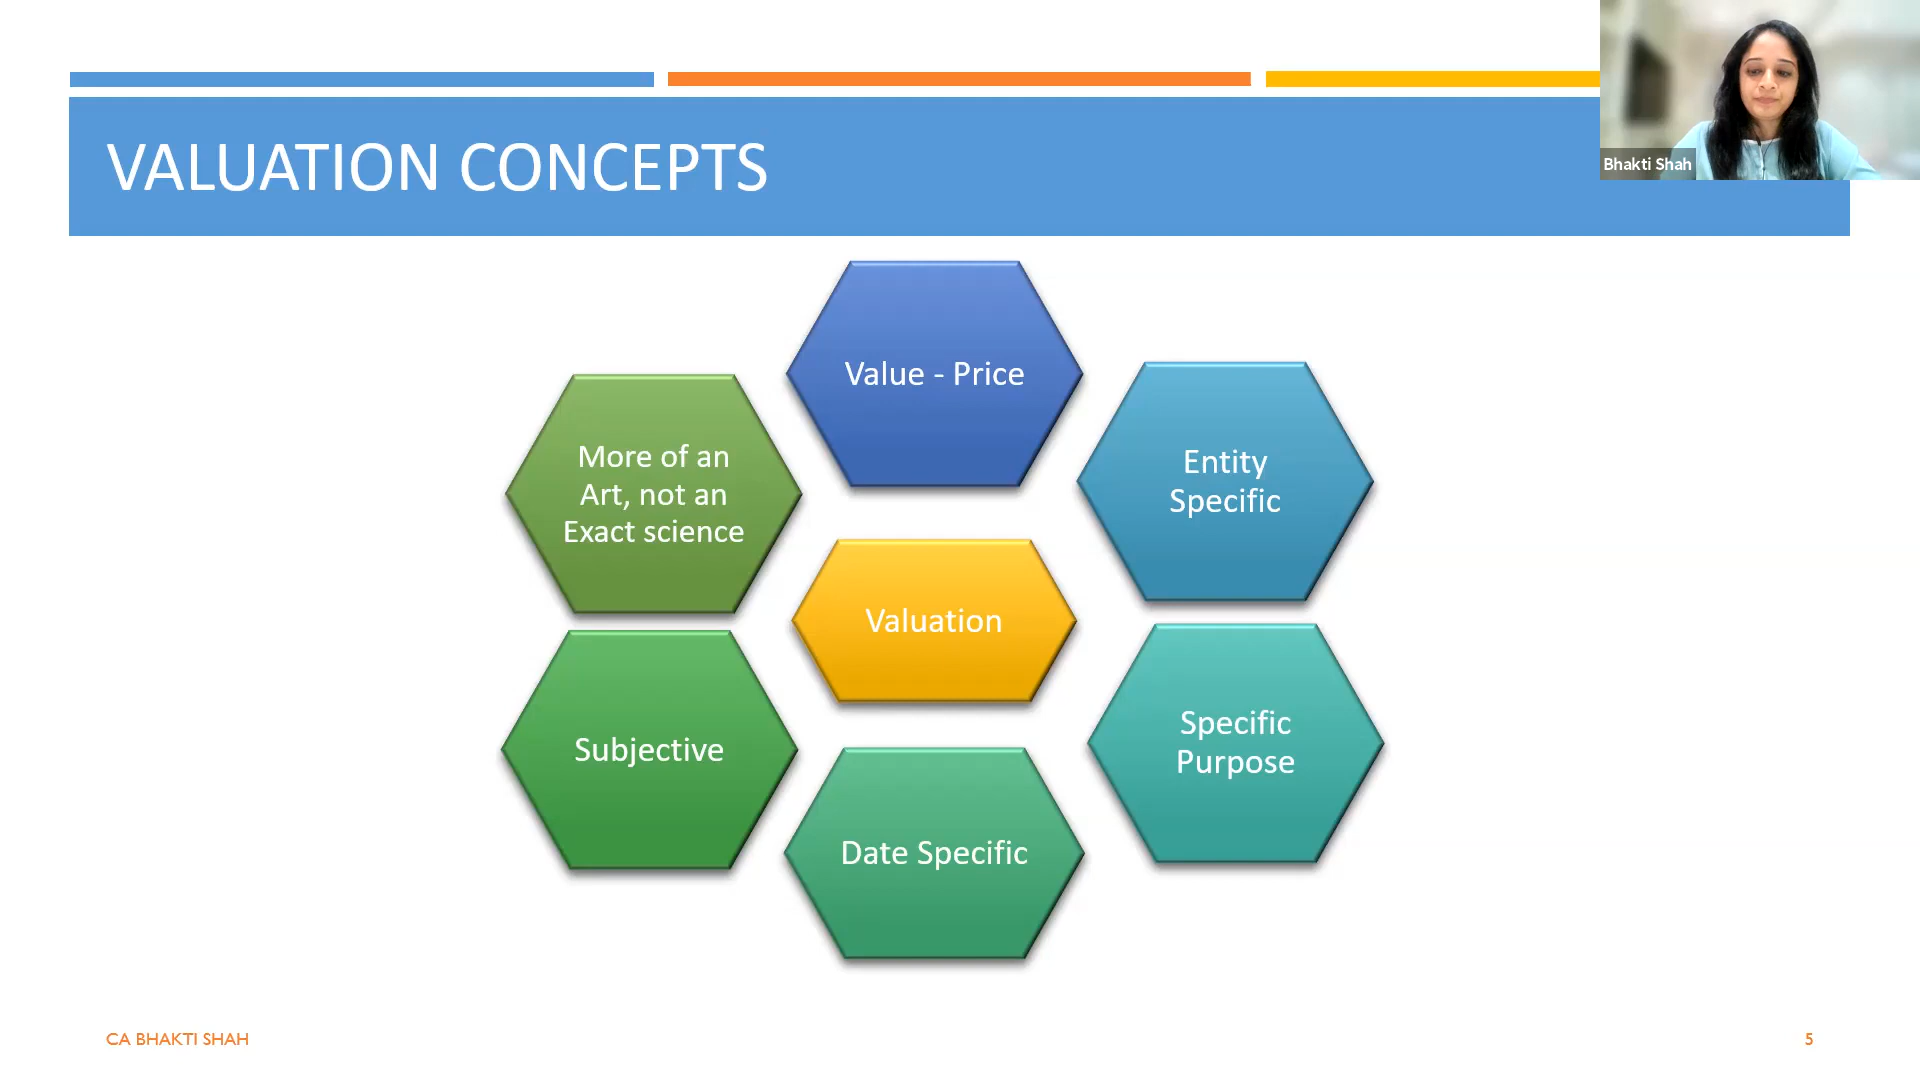 VALUATION CONCEPTS
Bhakti Shah
Value - Price
More of an
Art, not an
Exact science
Entity
Specific
Valuation
Subjective
Specific
Purpose
Date Specific
CA BHAKTI SHAH
5